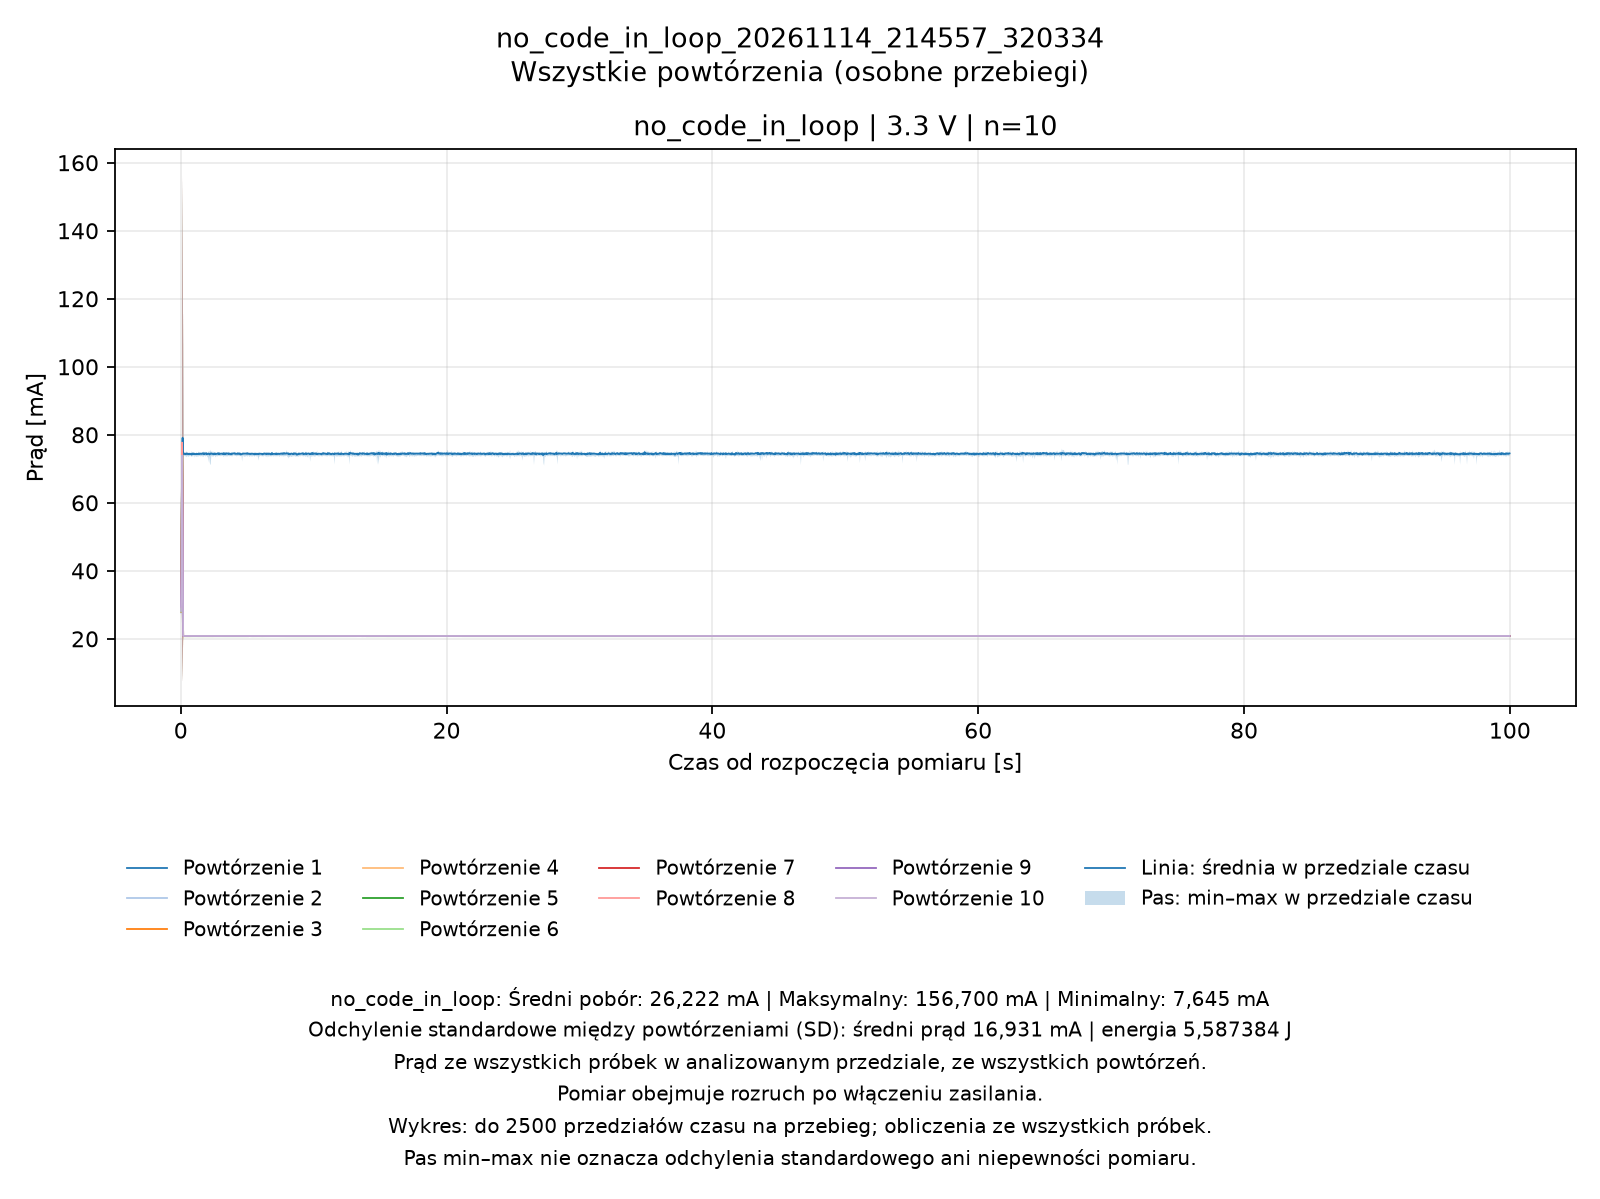 no_code_in_loop_20261114_214557_320334
Wszystkie powtórzenia (osobne przebiegi)
no_code_in_loop | 3.3 V | n=10
160
140
120
100
80
60
40
20
Prąd [mA]
0 20 40 60 80 100
Czas od rozpoczęcia pomiaru [s]
Powtórzenie 1 Powtórzenie 4 Powtórzenie 7 Powtórzenie 9 Linia: średnia w przedziale czasu
Powtórzenie 2 Powtórzenie 5 Powtórzenie 8 Powtórzenie 10 Pas: min–max w przedziale czasu
Powtórzenie 3 Powtórzenie 6
no_code_in_loop: Średni pobór: 26,222 mA | Maksymalny: 156,700 mA | Minimalny: 7,645 mA
Odchylenie standardowe między powtórzeniami (SD): średni prąd 16,931 mA | energia 5,587384 J
Prąd ze wszystkich próbek w analizowanym przedziale, ze wszystkich powtórzeń.
Pomiar obejmuje rozruch po włączeniu zasilania.
Wykres: do 2500 przedziałów czasu na przebieg; obliczenia ze wszystkich próbek.
Pas min–max nie oznacza odchylenia standardowego ani niepewności pomiaru.